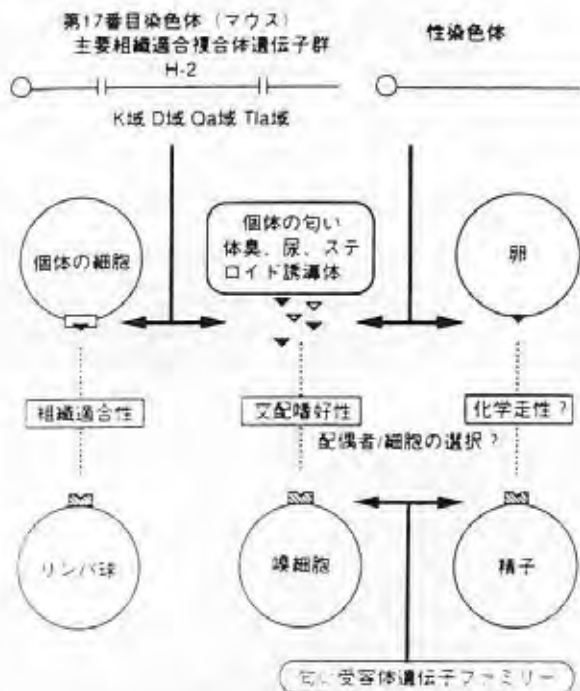 第17番目染色体（マウス）
主要組織適合複合体遺伝子群
H-2
性染色体
K域 D域 Qa域 Tla域
個体の細胞
個体の匂い
体臭、尿、ステ
ロイド誘導体
卵
組織適合性
交配嗜好性
化学走性？
配偶者/細胞の選択？
リンパ球
嗅細胞
精子
匂い受容体遺伝子ファミリー